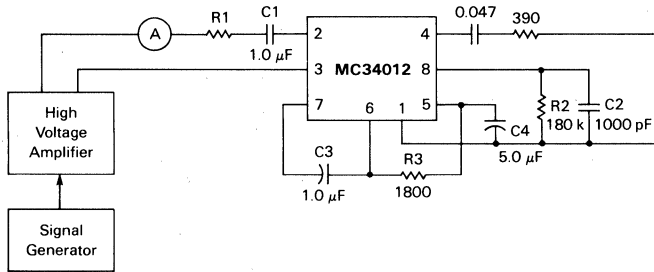 A
R1
C1
1.0 μF
2
3
7
6
1
4
8
5
MC34012
0.047
390
R2
180 k
C2
1000 pF
C4
5.0 μF
C3
1.0 μF
R3
1800
High
Voltage
Amplifier
Signal
Generator